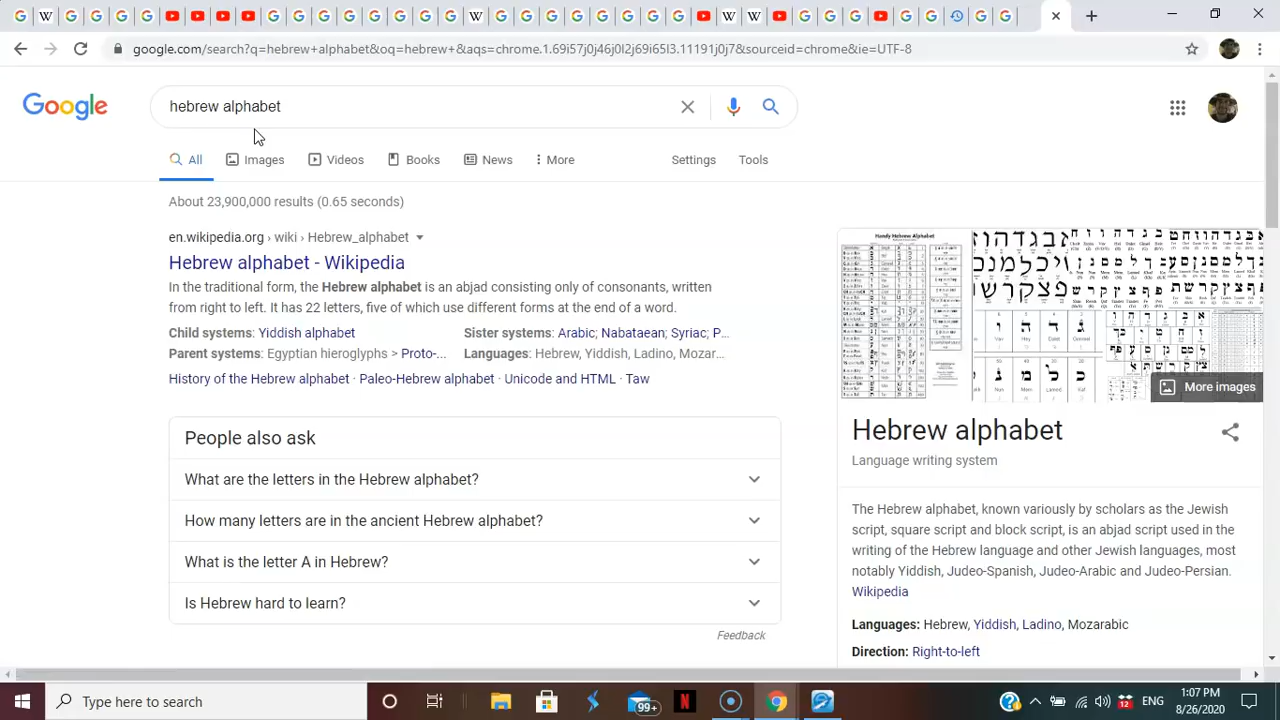 google.com/search?q=hebrew+alphabet&oq=hebrew+&aqs=chrome.1.69i57j0j46j0l2j69i65l3.11191j0j7&sourceid=chrome&ie=UTF-8
Google
hebrew alphabet
All Images Videos Books News More Settings Tools
About 23,900,000 results (0.65 seconds)
en.wikipedia.org › wiki › Hebrew_alphabet
Hebrew alphabet - Wikipedia
In the traditional form, the Hebrew alphabet is an abjad consisting only of consonants, written
from right to left. It has 22 letters, five of which use different forms at the end of a word.
Child systems: Yiddish alphabet Sister systems: Arabic; Nabataean; Syriac; P...
Parent systems: Egyptian hieroglyphs > Proto-... Languages: Hebrew, Yiddish, Ladino, Mozar...
History of the Hebrew alphabet · Paleo-Hebrew alphabet · Unicode and HTML · Taw
People also ask
What are the letters in the Hebrew alphabet?
How many letters are in the ancient Hebrew alphabet?
What is the letter A in Hebrew?
Is Hebrew hard to learn?
Feedback
Handy Hebrew Alphabet
More images
Hebrew alphabet
Language writing system
The Hebrew alphabet, known variously by scholars as the Jewish
script, square script and block script, is an abjad script used in the
writing of the Hebrew language and other Jewish languages, most
notably Yiddish, Judeo-Spanish, Judeo-Arabic and Judeo-Persian.
Wikipedia
Languages: Hebrew, Yiddish, Ladino, Mozarabic
Direction: Right-to-left
Type here to search
99+
12
ENG
1:07 PM
8/26/2020